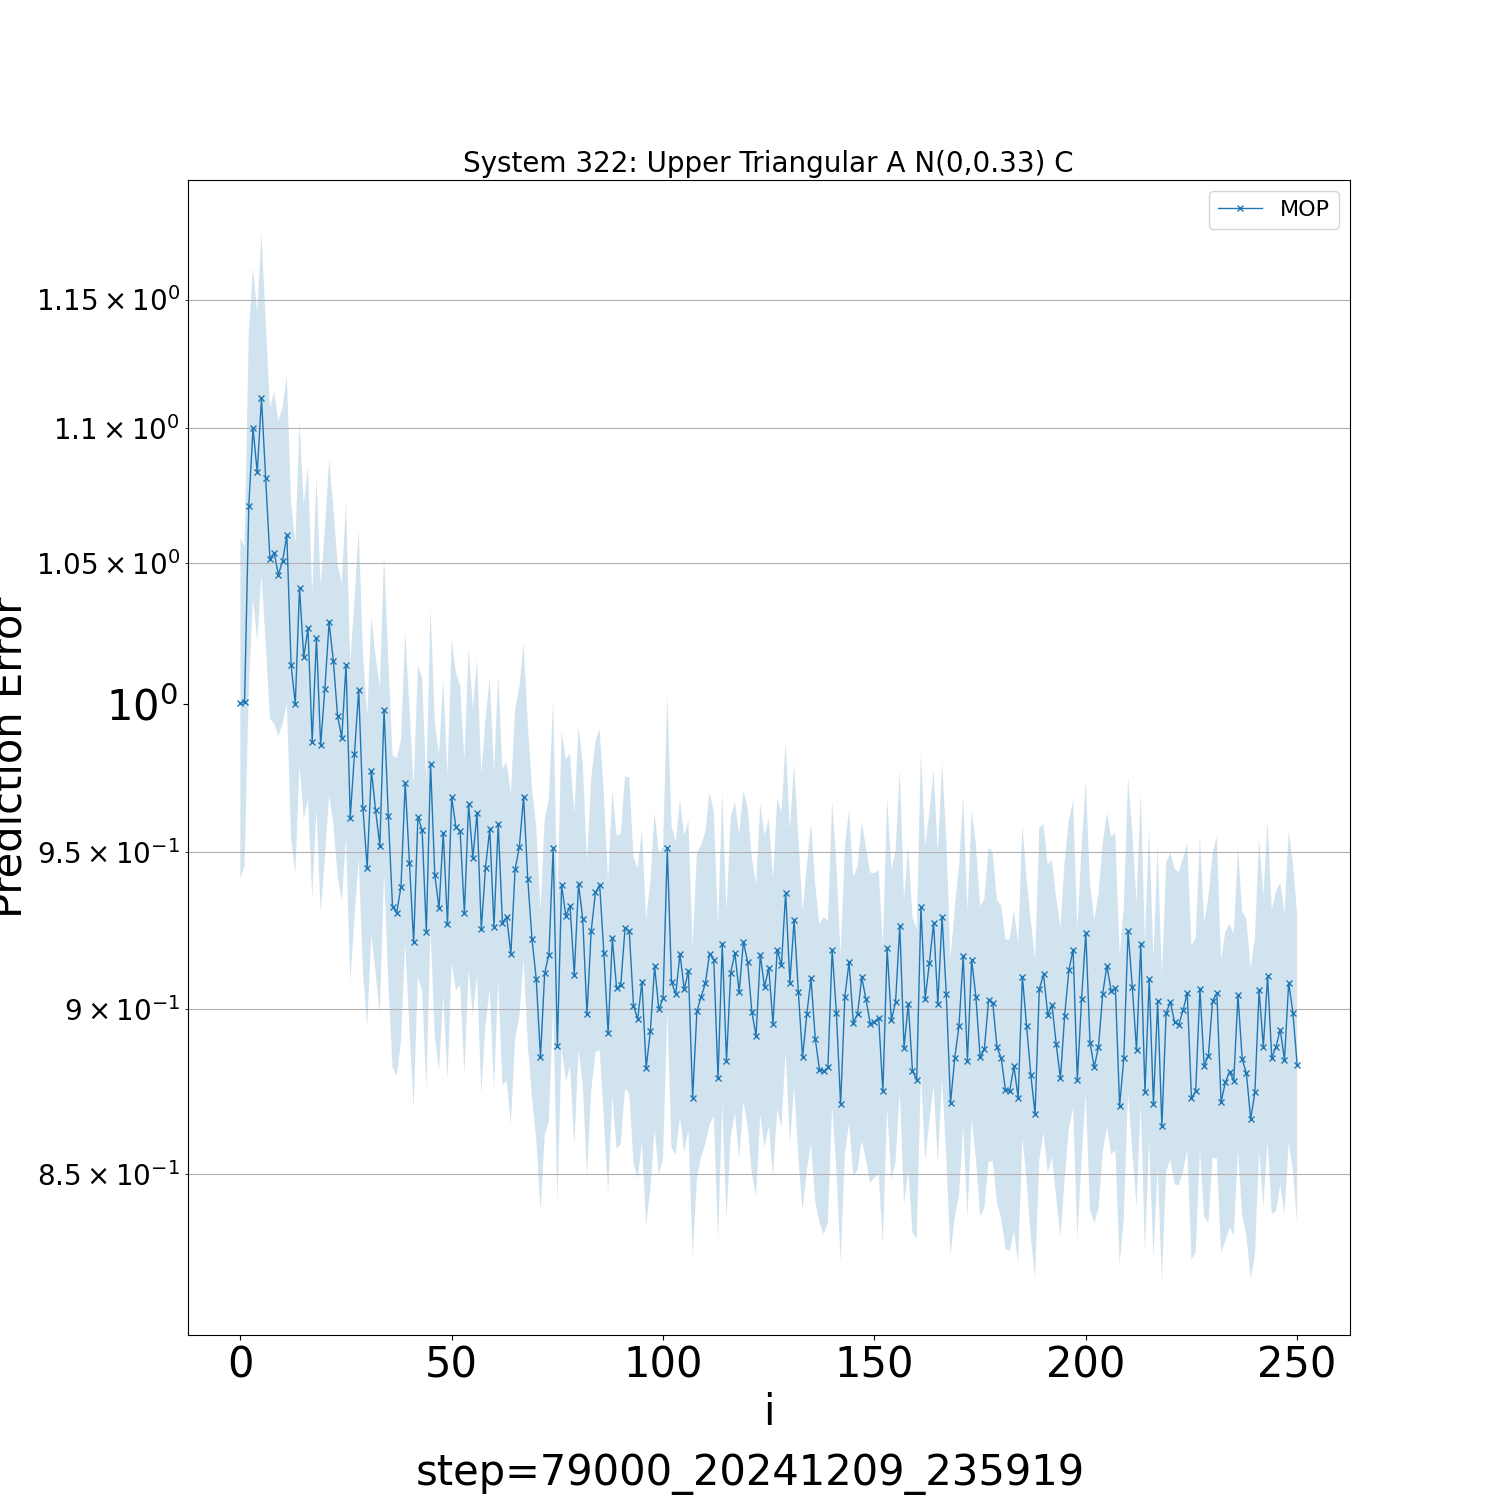 System 322: Upper Triangular A N(0,0.33) C
MOP
1.15 × 10⁰
1.1 × 10⁰
1.05 × 10⁰
10⁰
9.5 × 10⁻¹
9 × 10⁻¹
8.5 × 10⁻¹
Prediction Error
0 50 100 150 200 250
i
step=79000_20241209_235919